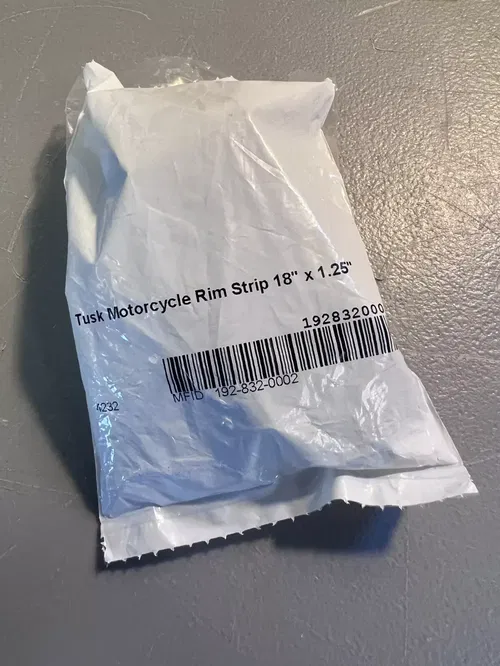 Tusk Motorcycle Rim Strip 18" x 1.25"
192832000
MFID 192-832-0002
4232